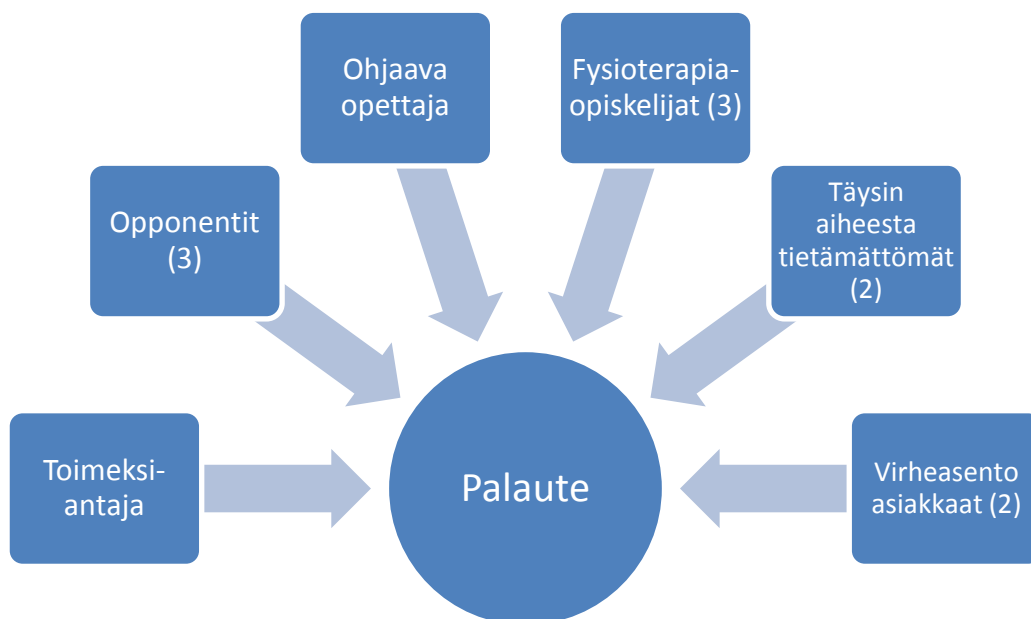 Ohjaava
opettaja
Fysioterapia-
opiskelijat (3)
Opponentit
(3)
Täysin
aiheesta
tietämättömät
(2)
Toimeksi-
antaja
Palaute
Virheasento
asiakkaat (2)